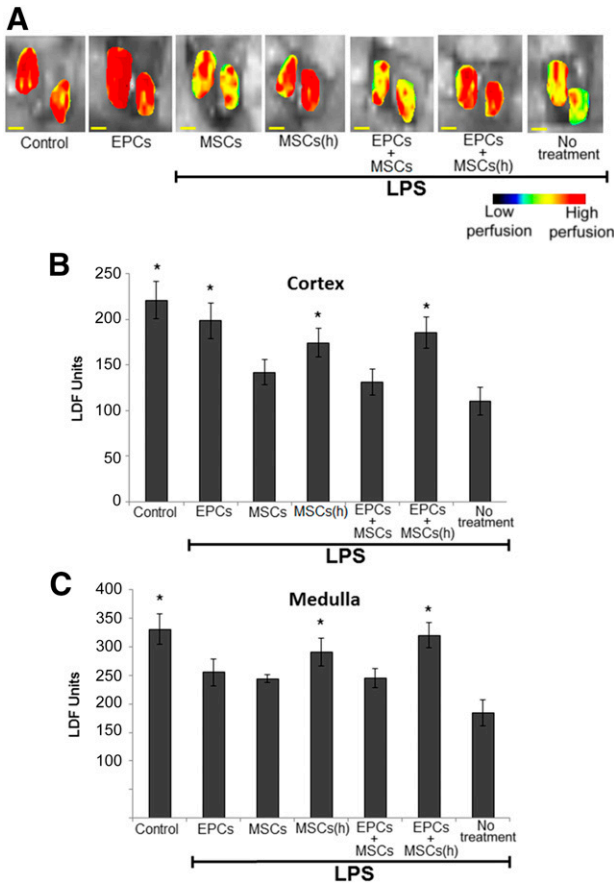 A
Control EPCs MSCs MSCs(h) EPCs + MSCs EPCs + MSCs(h) No treatment
LPS
Low perfusion High perfusion
B
Cortex
LDF Units
250
200
150
100
50
0
* * * *
Control EPCs MSCs MSCs(h) EPCs + MSCs EPCs + MSCs(h) No treatment
LPS
C
Medulla
LDF Units
400
350
300
250
200
150
100
* * *
Control EPCs MSCs MSCs(h) EPCs + MSCs EPCs + MSCs(h) No treatment
LPS